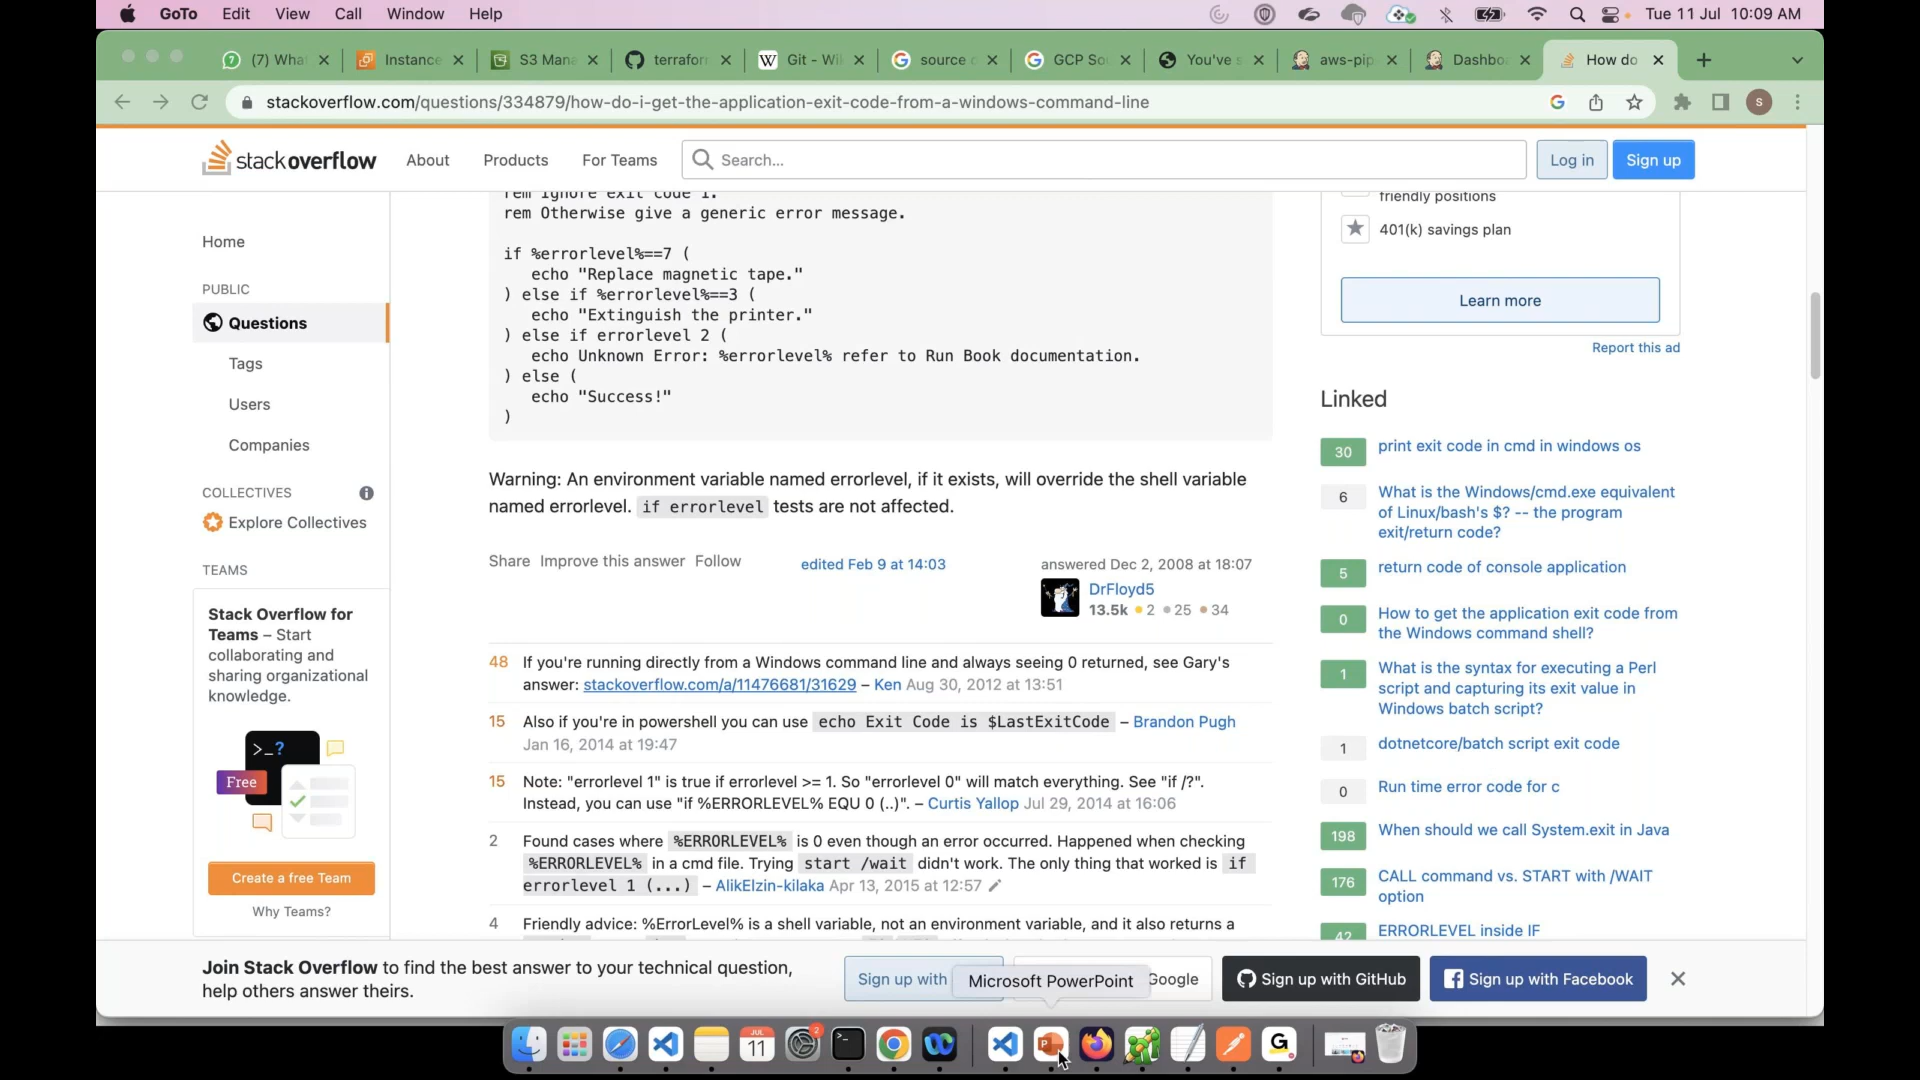 GoTo Edit View Call Window Help Tue 11 Jul 10:09 AM
(7) Wha Instance S3 Mana terraform Git - Wi source c GCP So You've s aws-pip Dashbo How do
stackoverflow.com/questions/334879/how-do-i-get-the-application-exit-code-from-a-windows-command-line
S
stackoverflow About Products For Teams Search... Log in Sign up
Home
PUBLIC
Questions
Tags
Users
Companies
COLLECTIVES
Explore Collectives
TEAMS
Stack Overflow for
Teams – Start
collaborating and
sharing organizational
knowledge.
>_?
Free
Create a free Team
Why Teams?
rem Ignore exit code 1.
rem Otherwise give a generic error message.
if %errorlevel%==7 (
echo "Replace magnetic tape."
) else if %errorlevel%==3 (
echo "Extinguish the printer."
) else if errorlevel 2 (
echo Unknown Error: %errorlevel% refer to Run Book documentation.
) else (
echo "Success!"
)
Warning: An environment variable named errorlevel, if it exists, will override the shell variable
named errorlevel. if errorlevel tests are not affected.
Share Improve this answer Follow edited Feb 9 at 14:03 answered Dec 2, 2008 at 18:07
DrFloyd5
13.5k 2 25 34
48 If you're running directly from a Windows command line and always seeing 0 returned, see Gary's
answer: stackoverflow.com/a/11476681/31629 – Ken Aug 30, 2012 at 13:51
15 Also if you're in powershell you can use echo Exit Code is $LastExitCode – Brandon Pugh
Jan 16, 2014 at 19:47
15 Note: "errorlevel 1" is true if errorlevel >= 1. So "errorlevel 0" will match everything. See "if /?".
Instead, you can use "if %ERRORLEVEL% EQU 0 (..)". – Curtis Yallop Jul 29, 2014 at 16:06
2 Found cases where %ERRORLEVEL% is 0 even though an error occurred. Happened when checking
%ERRORLEVEL% in a cmd file. Trying start /wait didn't work. The only thing that worked is if
errorlevel 1 (...) – AlikElzin-kilaka Apr 13, 2015 at 12:57
4 Friendly advice: %ErrorLevel% is a shell variable, not an environment variable, and it also returns a
friendly positions
401(k) savings plan
Learn more
Report this ad
Linked
30 print exit code in cmd in windows os
6 What is the Windows/cmd.exe equivalent
of Linux/bash's $? -- the program
exit/return code?
5 return code of console application
0 How to get the application exit code from
the Windows command shell?
1 What is the syntax for executing a Perl
script and capturing its exit value in
Windows batch script?
1 dotnetcore/batch script exit code
0 Run time error code for c
198 When should we call System.exit in Java
176 CALL command vs. START with /WAIT
option
42 ERRORLEVEL inside IF
Join Stack Overflow to find the best answer to your technical question,
help others answer theirs.
Sign up with Google Sign up with GitHub Sign up with Facebook
Microsoft PowerPoint
JUL
11
2